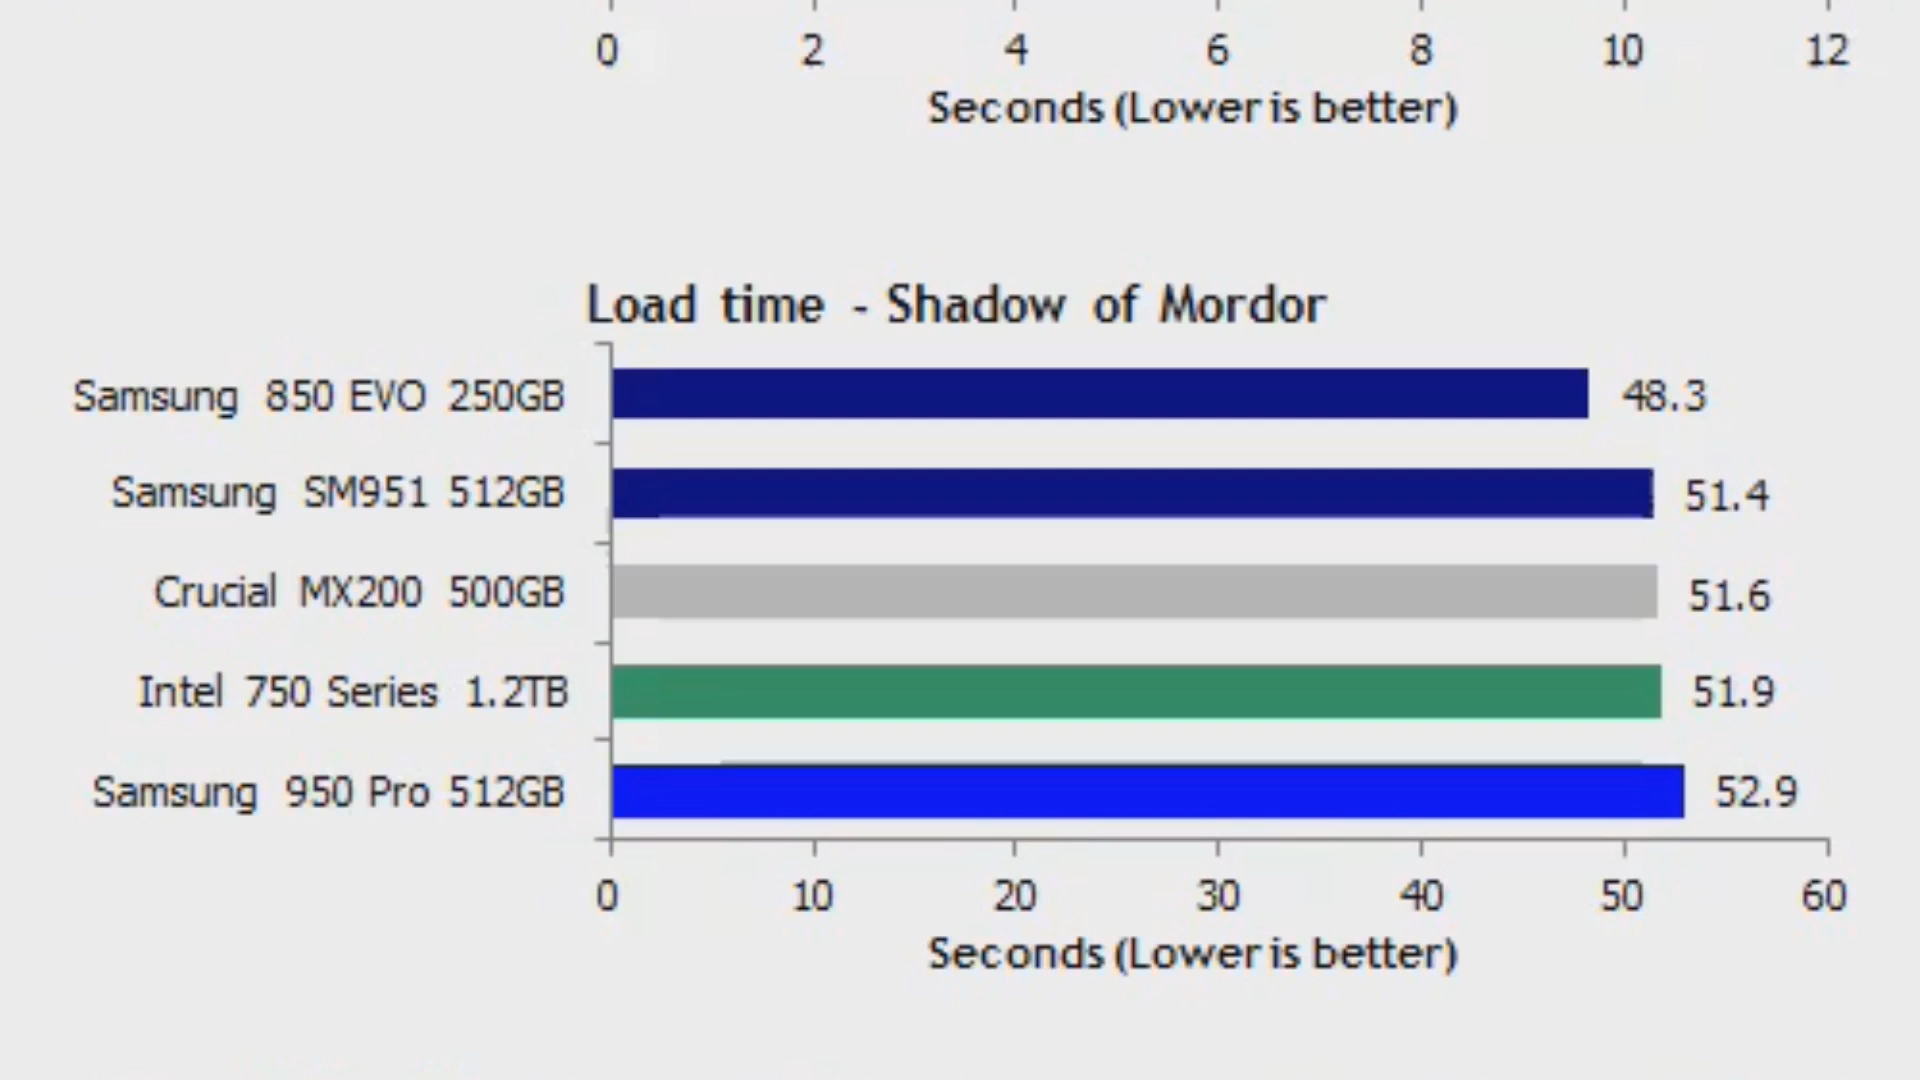 0 2 4 6 8 10 12
Seconds (Lower is better)
Load time - Shadow of Mordor
Samsung 850 EVO 250GB 48.3
Samsung SM951 512GB 51.4
Crucial MX200 500GB 51.6
Intel 750 Series 1.2TB 51.9
Samsung 950 Pro 512GB 52.9
0 10 20 30 40 50 60
Seconds (Lower is better)